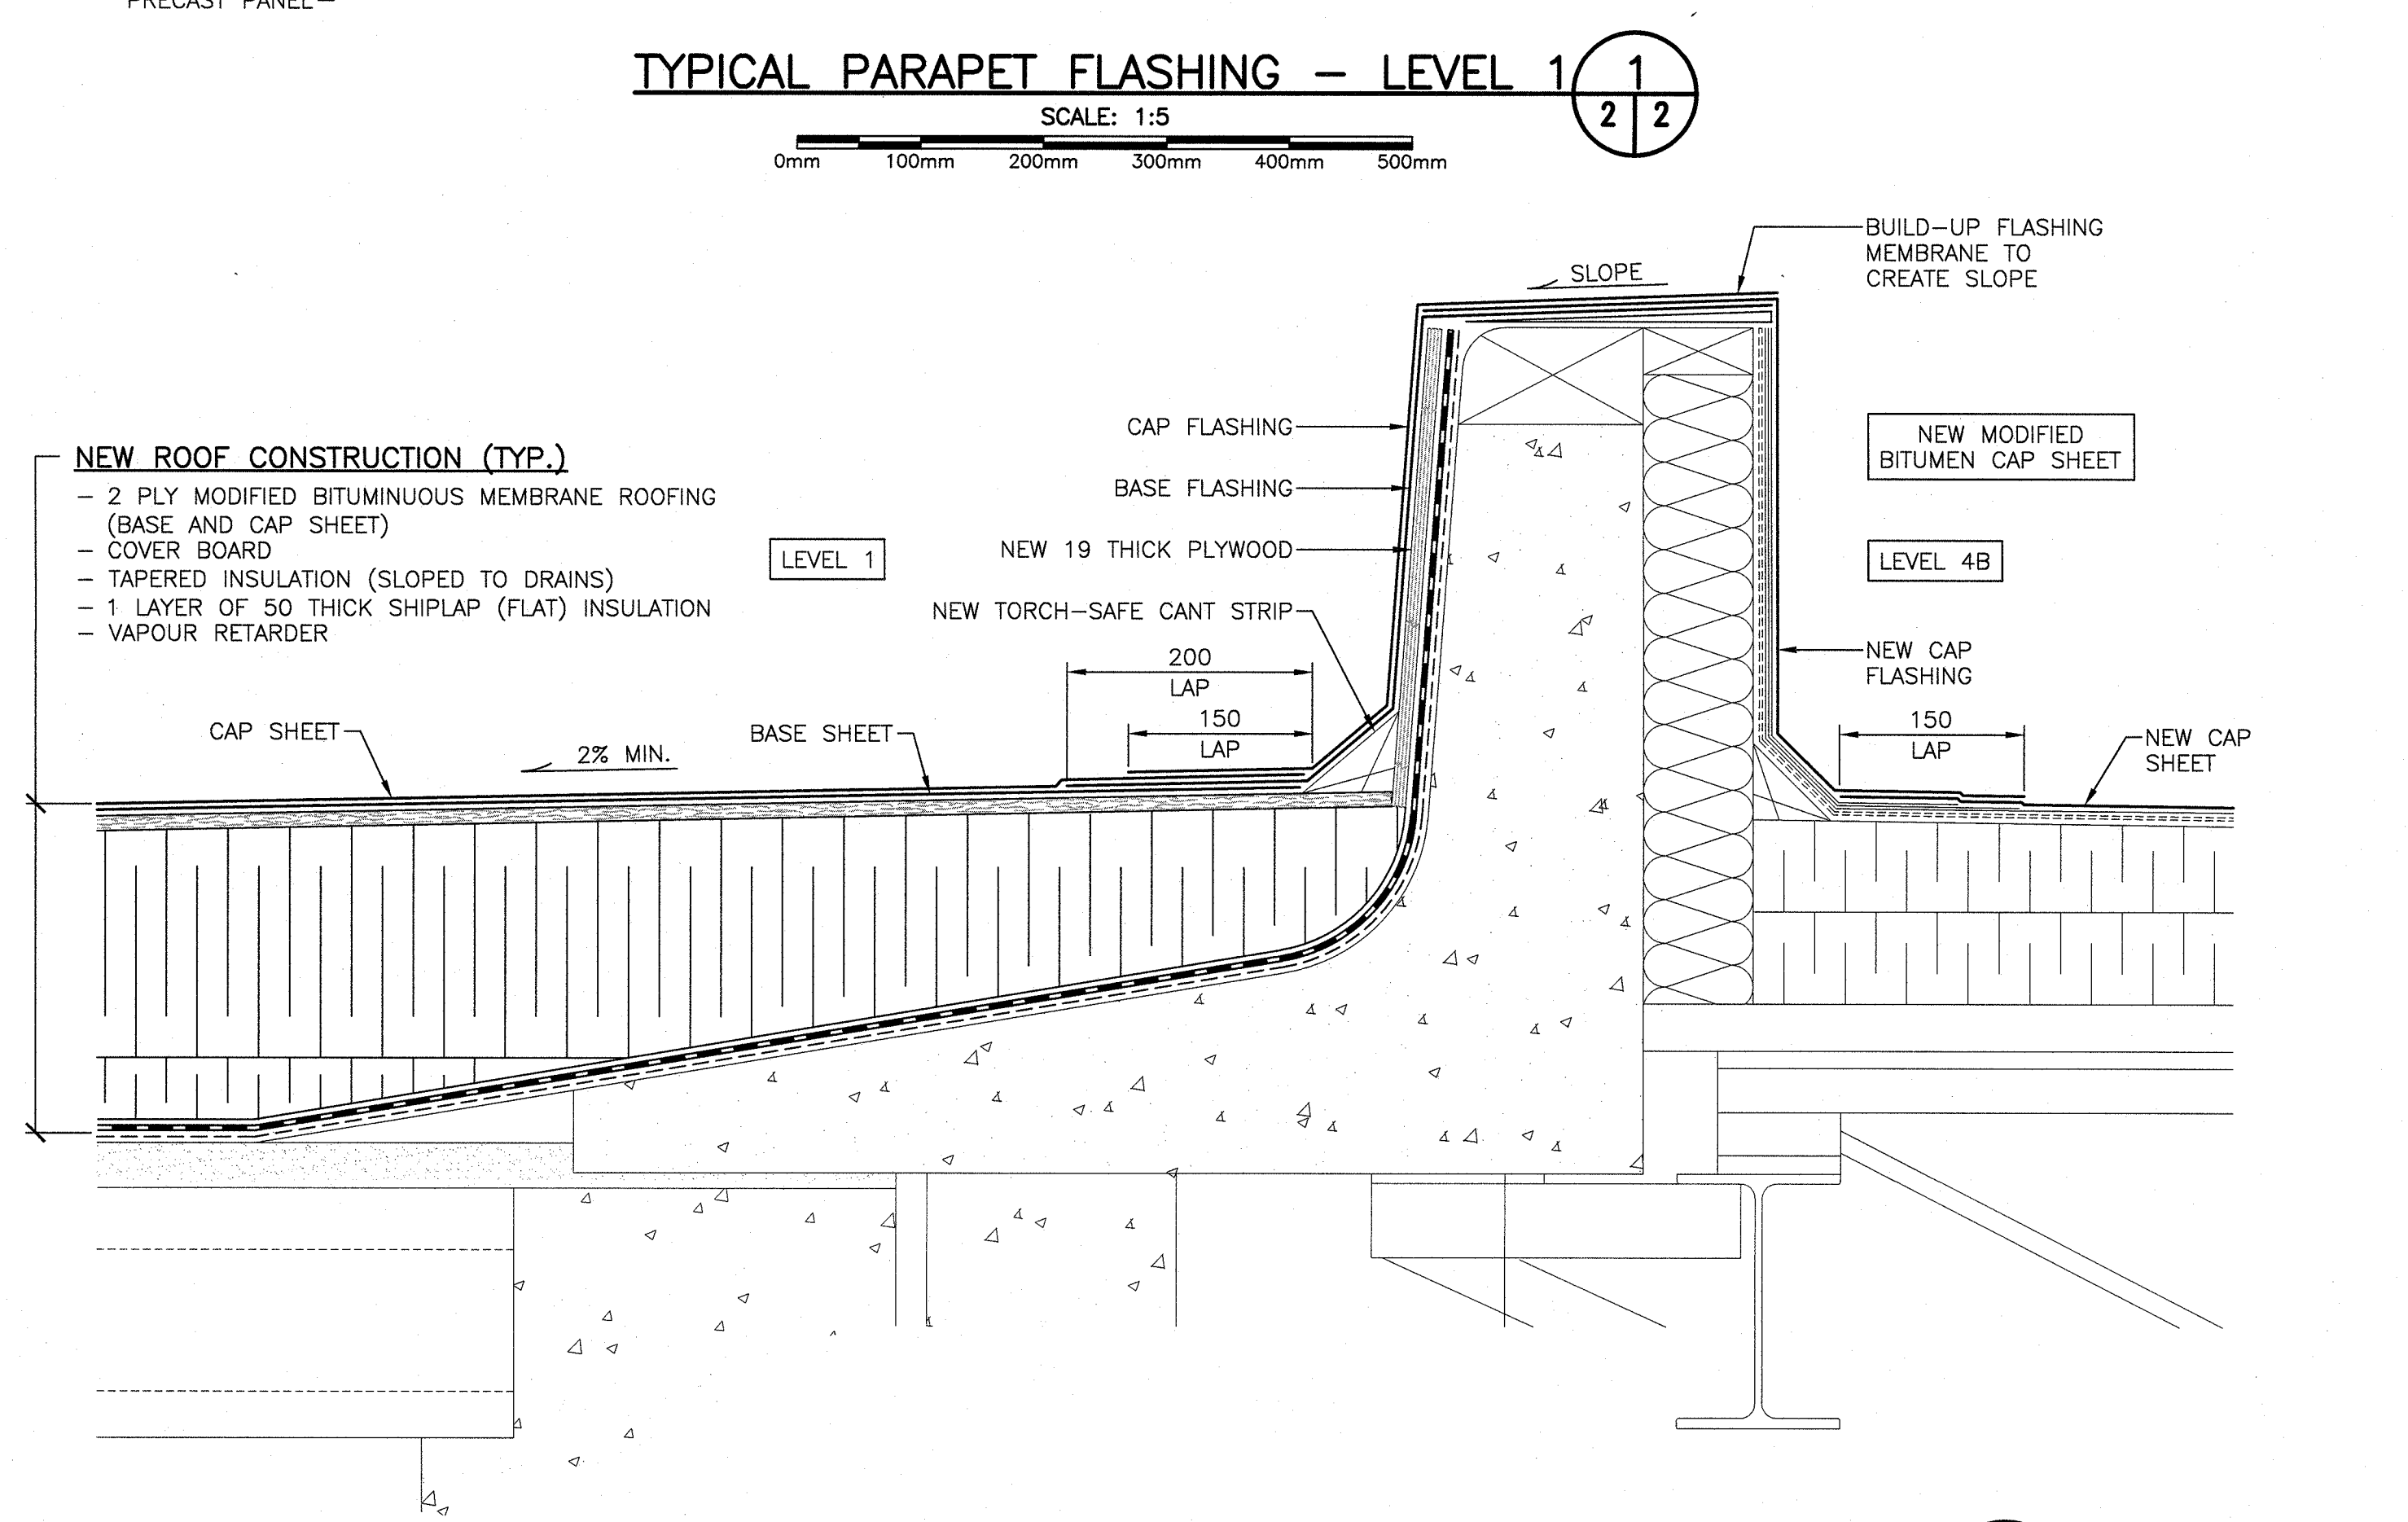 PRECAST PANEL
TYPICAL PARAPET FLASHING – LEVEL 1
1
2 2
SCALE: 1:5
0mm 100mm 200mm 300mm 400mm 500mm
BUILD–UP FLASHING
MEMBRANE TO
CREATE SLOPE
SLOPE
CAP FLASHING
BASE FLASHING
NEW 19 THICK PLYWOOD
NEW TORCH–SAFE CANT STRIP
NEW MODIFIED
BITUMEN CAP SHEET
LEVEL 4B
NEW ROOF CONSTRUCTION (TYP.)
– 2 PLY MODIFIED BITUMINUOUS MEMBRANE ROOFING
(BASE AND CAP SHEET)
– COVER BOARD
– TAPERED INSULATION (SLOPED TO DRAINS)
– 1 LAYER OF 50 THICK SHIPLAP (FLAT) INSULATION
– VAPOUR RETARDER
LEVEL 1
200
LAP
150
LAP
CAP SHEET
2% MIN.
BASE SHEET
NEW CAP
FLASHING
150
LAP
NEW CAP
SHEET